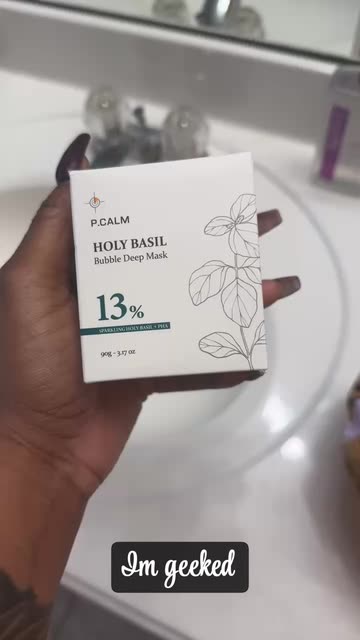 P.CALM
HOLY BASIL
Bubble Deep Mask
13%
SPARKLING HOLY BASIL + PHA
90g - 3.17 oz
Im geeked